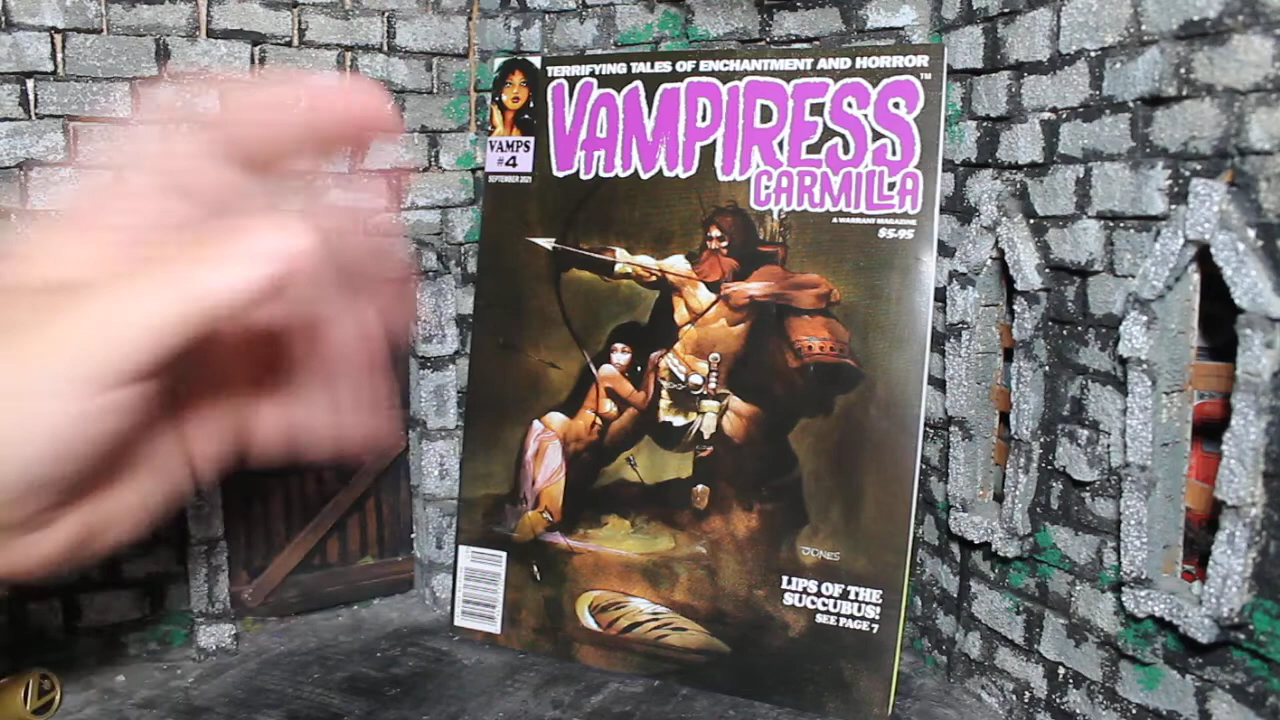 TERRIFYING TALES OF ENCHANTMENT AND HORROR
VAMPIRESS™
CARMILLA
VAMPS
#4
SEPTEMBER 2021
A WARRANT MAGAZINE
$5.95
JONES
LIPS OF THE
SUCCUBUS!
SEE PAGE 7